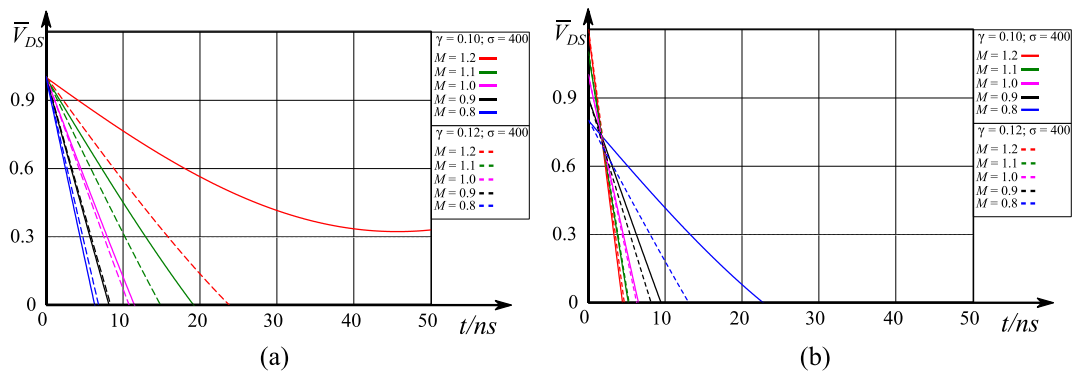 V̅DS
0.9
0.6
0.3
0
0
10
20
30
40
50
t/ns
γ = 0.10; σ = 400
M = 1.2
M = 1.1
M = 1.0
M = 0.9
M = 0.8
γ = 0.12; σ = 400
M = 1.2
M = 1.1
M = 1.0
M = 0.9
M = 0.8
(a)
V̅DS
0.9
0.6
0.3
0
0
10
20
30
40
50
t/ns
γ = 0.10; σ = 400
M = 1.2
M = 1.1
M = 1.0
M = 0.9
M = 0.8
γ = 0.12; σ = 400
M = 1.2
M = 1.1
M = 1.0
M = 0.9
M = 0.8
(b)